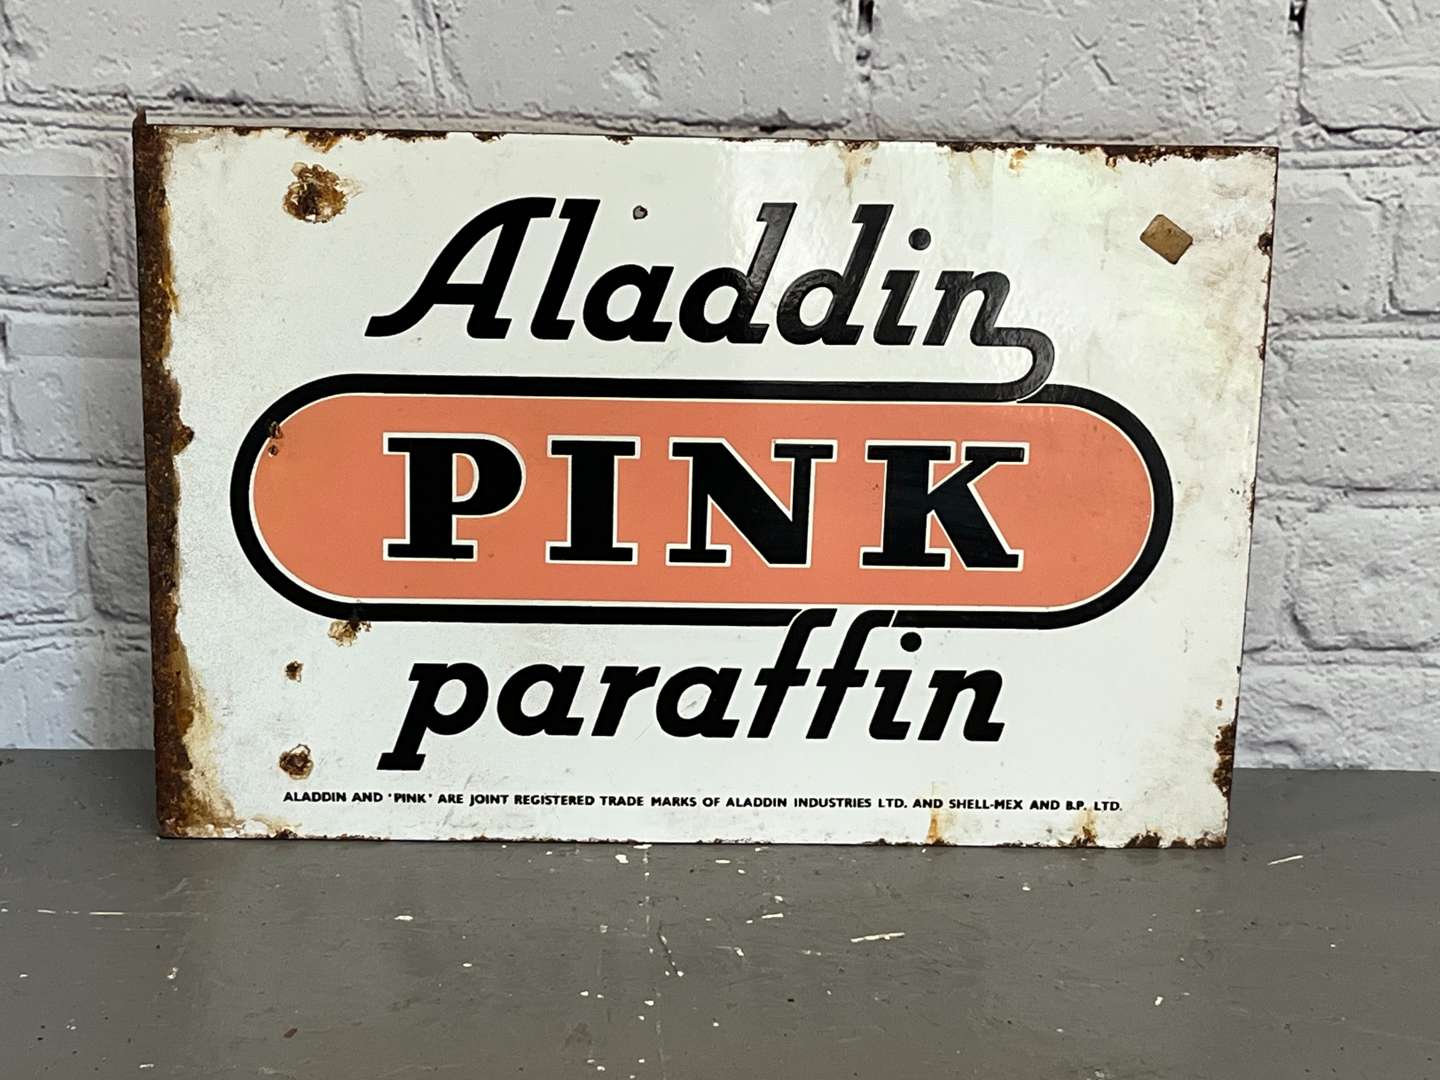 Aladdin
PINK
paraffin
ALADDIN AND 'PINK' ARE JOINT REGISTERED TRADE MARKS OF ALADDIN INDUSTRIES LTD. AND SHELL-MEX AND B.P. LTD.